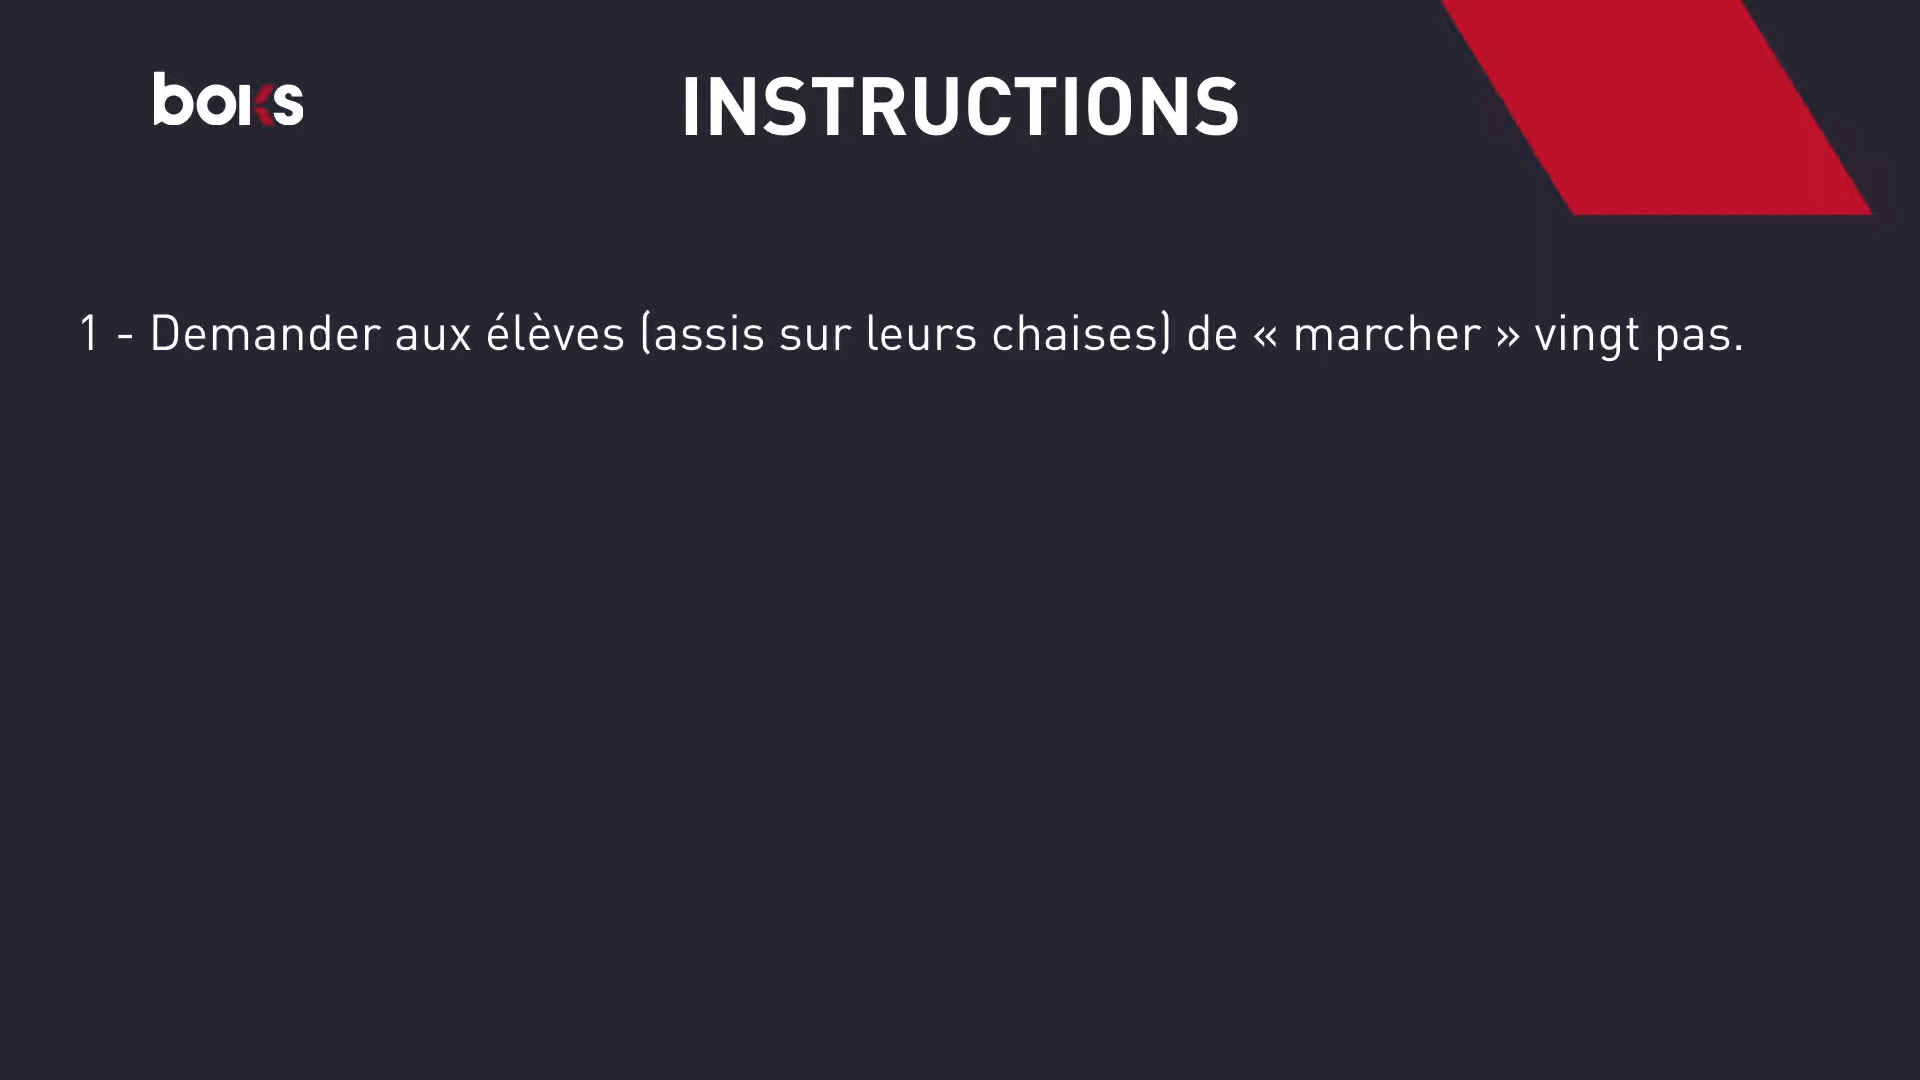 boks
INSTRUCTIONS
1 - Demander aux élèves (assis sur leurs chaises) de « marcher » vingt pas.